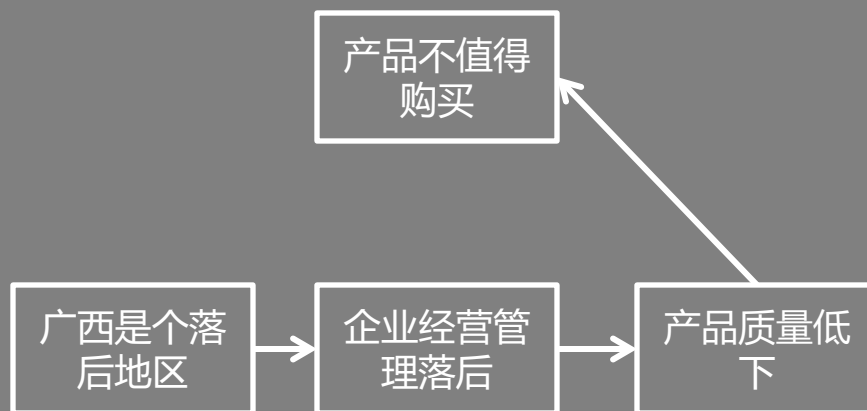 产品不值得
购买
广西是个落
后地区
企业经营管
理落后
产品质量低
下